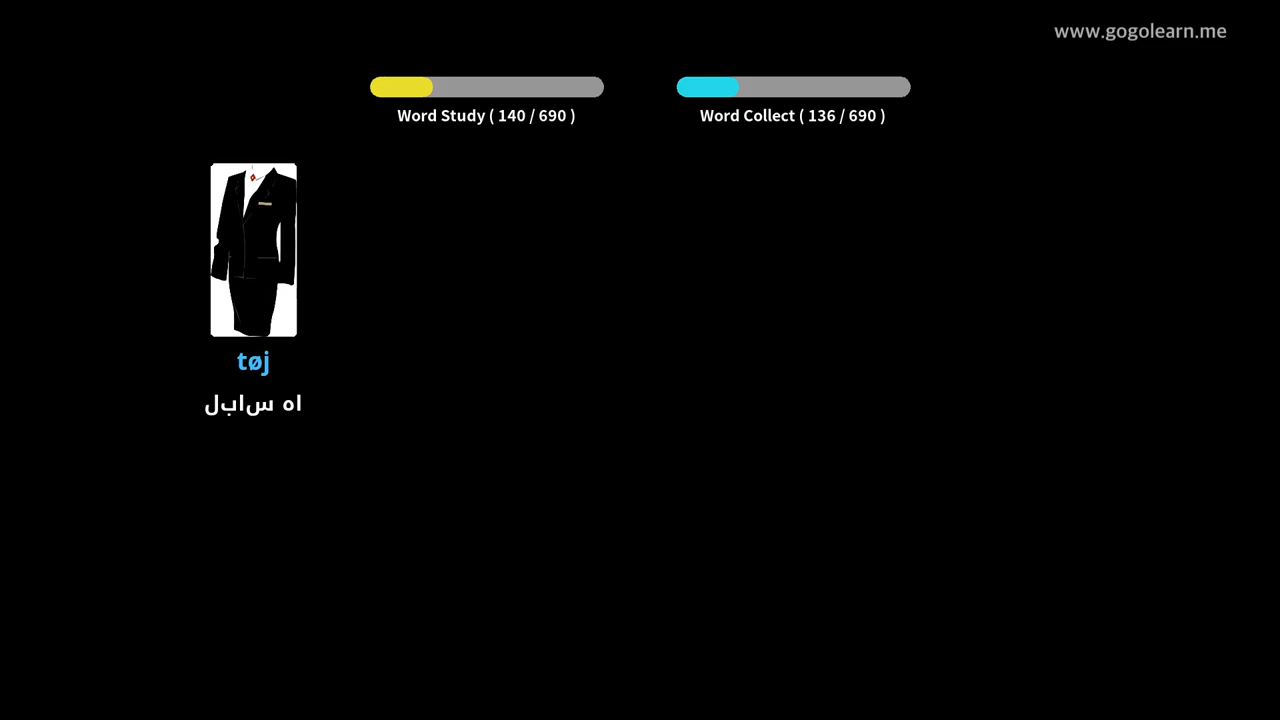 www.gogolearn.me
Word Study ( 140 / 690 )
Word Collect ( 136 / 690 )
tøj
لباس ها